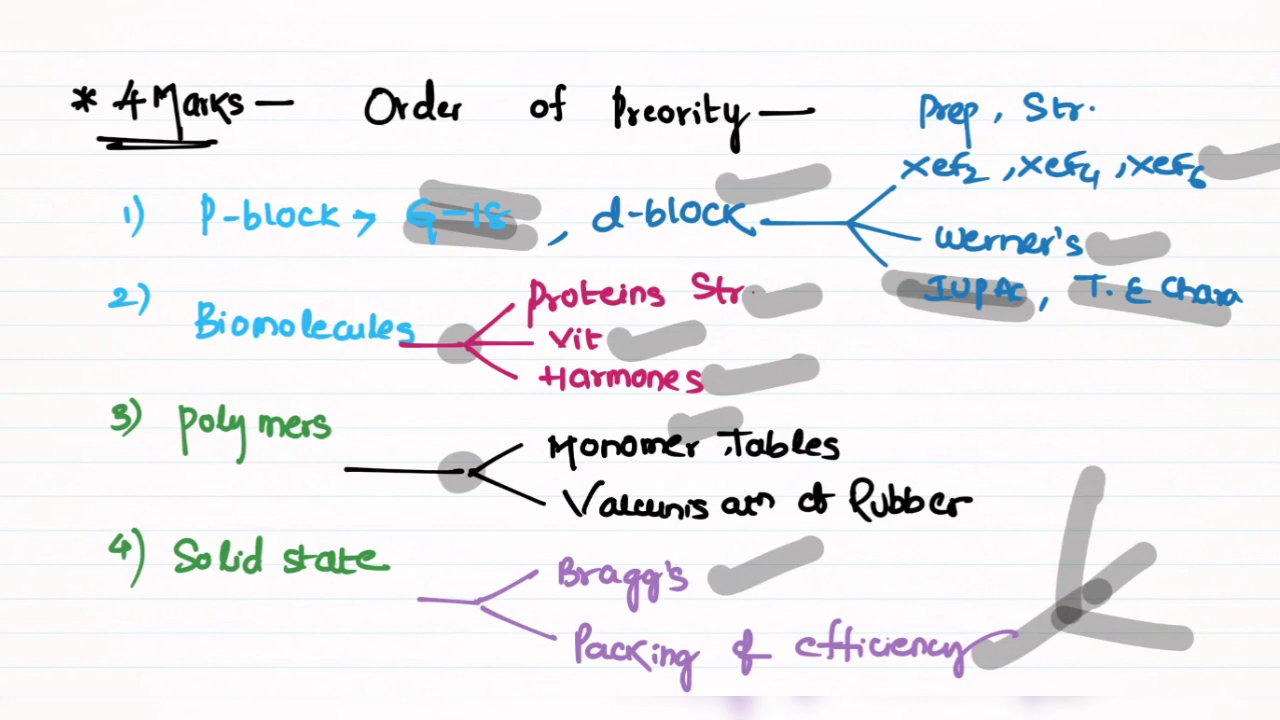 * 4 Marks — Order of Preority —
Prep, Str.
XeF2, XeF4, XeF6
1) P-block → G-18, d-block
Werner's
IUPAC, T. E Chara
2) Biomolecules
Proteins Str.
Vit
Harmones
3) Polymers
Monomer, Tables
Valcunisatn of Rubber
4) Solid state
Bragg's
Packing of efficiency